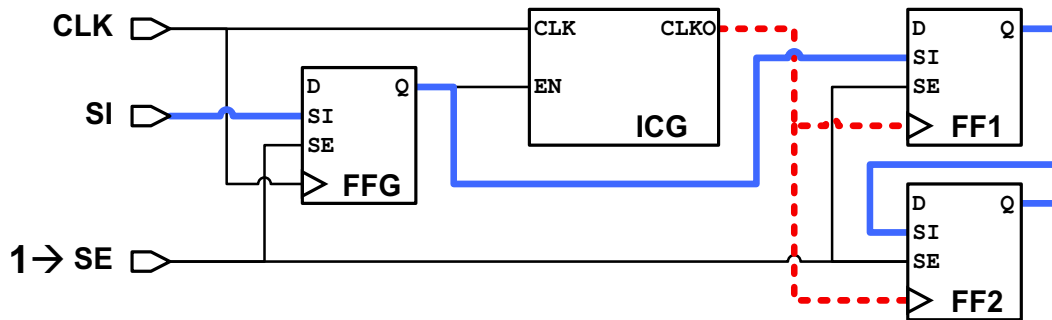 CLK
SI
1→ SE
D Q
SI
SE
FFG
CLK CLKO
EN
ICG
D Q
SI
SE
FF1
D Q
SI
SE
FF2